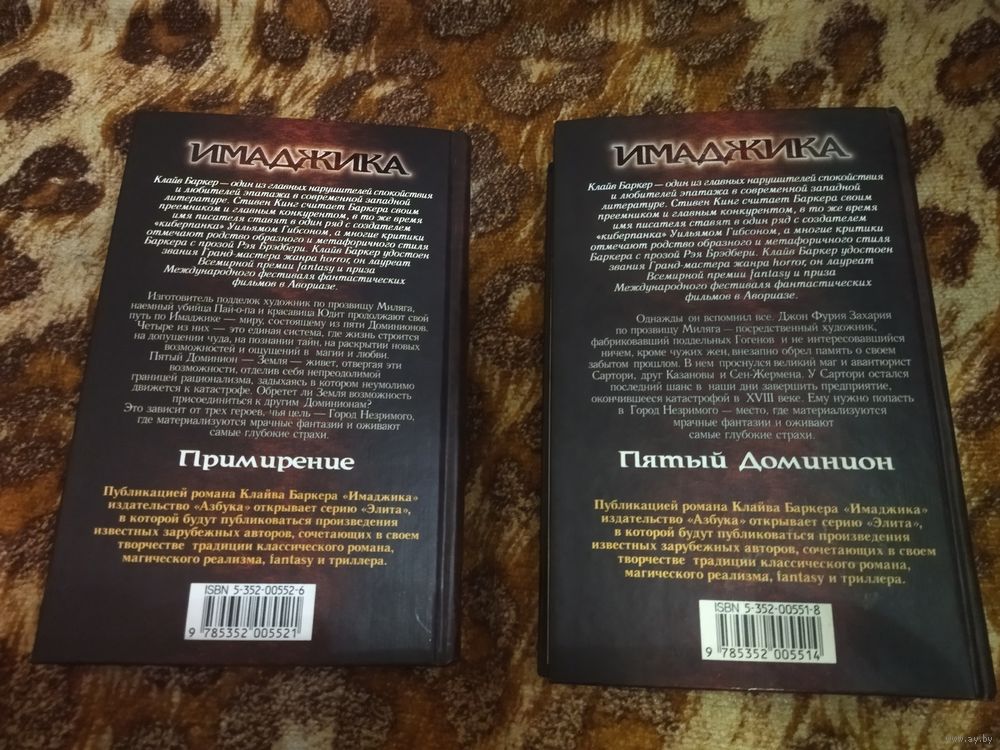 ИМАДЖИКА
Клайв Баркер — один из главных нарушителей спокойствия
и любителей эпатажа в современной западной
литературе. Стивен Кинг считает Баркера своим
преемником и главным конкурентом, в то же время
имя писателя ставят в один ряд с создателем
«киберпанка» Уильямом Гибсоном, а многие критики
отмечают родство образного и метафоричного стиля
Баркера с прозой Рэя Брэдбери. Клайв Баркер удостоен
звания Гранд-мастера жанра horror, он лауреат
Всемирной премии fantasy и приза
Международного фестиваля фантастических
фильмов в Авориазе.
Изготовитель подделок художник по прозвищу Миляга,
наемный убийца Пай-о-па и красавица Юдит продолжают свой
путь по Имаджике — миру, состоящему из пяти Доминионов.
Четыре из них — это единая система, где жизнь строится
на допущении чуда, на познании тайн, на раскрытии новых
возможностей и ощущений в магии и любви.
Пятый Доминион — Земля — живет, отвергая эти
возможности, отделив себя непреодолимой
границей рационализма, задыхаясь в котором неумолимо
движется к катастрофе. Обретет ли Земля возможность
присоединиться к другим Доминионам?
Это зависит от трех героев, чья цель — Город Незримого,
где материализуются мрачные фантазии и оживают
самые глубокие страхи.
Примирение
Публикацией романа Клайва Баркера «Имаджика»
издательство «Азбука» открывает серию «Элита»,
в которой будут публиковаться произведения
известных зарубежных авторов, сочетающих в своем
творчестве традиции классического романа,
магического реализма, fantasy и триллера.
ISBN 5-352-00552-6
9 785352 005521
ИМАДЖИКА
Клайв Баркер — один из главных нарушителей спокойствия
и любителей эпатажа в современной западной
литературе. Стивен Кинг считает Баркера своим
преемником и главным конкурентом, в то же время
имя писателя ставят в один ряд с создателем
«киберпанка» Уильямом Гибсоном, а многие критики
отмечают родство образного и метафоричного стиля
Баркера с прозой Рэя Брэдбери. Клайв Баркер удостоен
звания Гранд-мастера жанра horror, он лауреат
Всемирной премии fantasy и приза
Международного фестиваля фантастических
фильмов в Авориазе.
Однажды он вспомнил все. Джон Фурия Захария
по прозвищу Миляга — посредственный художник,
фабриковавший поддельных Гогенов и не интересовавшийся
ничем, кроме чужих жен, внезапно обрел память о своем
забытом прошлом. В нем проснулся великий маг и авантюрист
Сартори, друг Казановы и Сен-Жермена. У Сартори остался
последний шанс в наши дни завершить предприятие,
окончившееся катастрофой в XVIII веке. Ему нужно попасть
в Город Незримого — место, где материализуются
мрачные фантазии и оживают
самые глубокие страхи.
Пятый Доминион
Публикацией романа Клайва Баркера «Имаджика»
издательство «Азбука» открывает серию «Элита»,
в которой будут публиковаться произведения
известных зарубежных авторов, сочетающих в своем
творчестве традиции классического романа,
магического реализма, fantasy и триллера.
ISBN 5-352-00551-8
9 785352 005514
www.ay.by